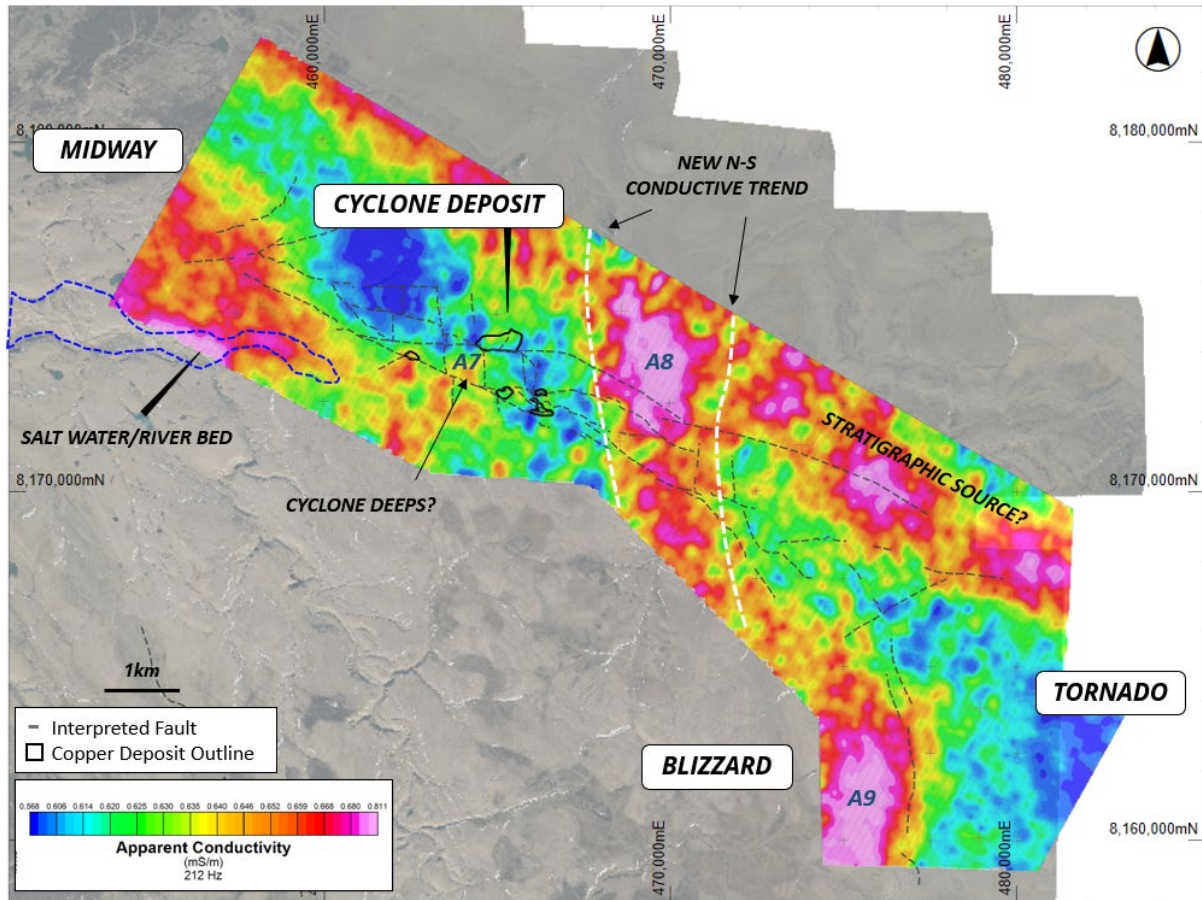 460,000mE
470,000mE
480,000mE
8,180,000mN
8,180,000mN
MIDWAY
NEW N-S
CONDUCTIVE TREND
CYCLONE DEPOSIT
A7
A8
SALT WATER/RIVER BED
STRATIGRAPHIC SOURCE?
8,170,000mN
8,170,000mN
CYCLONE DEEPS?
1km
TORNADO
Interpreted Fault
Copper Deposit Outline
BLIZZARD
A9
0.568 0.606 0.614 0.620 0.625 0.630 0.635 0.640 0.646 0.652 0.659 0.668 0.680 0.811
Apparent Conductivity
(mS/m)
212 Hz
8,160,000mN
470,000mE
480,000mE